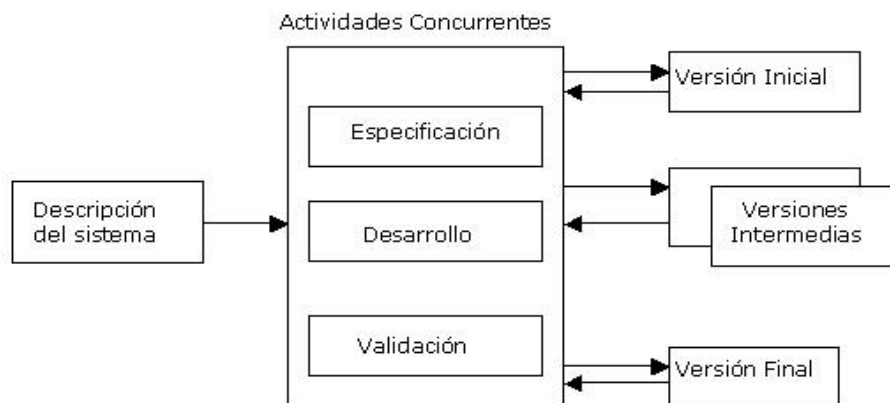 Actividades Concurrentes
Versión Inicial
Especificación
Descripción
del sistema
Desarrollo
Versiones
Intermedias
Validación
Versión Final